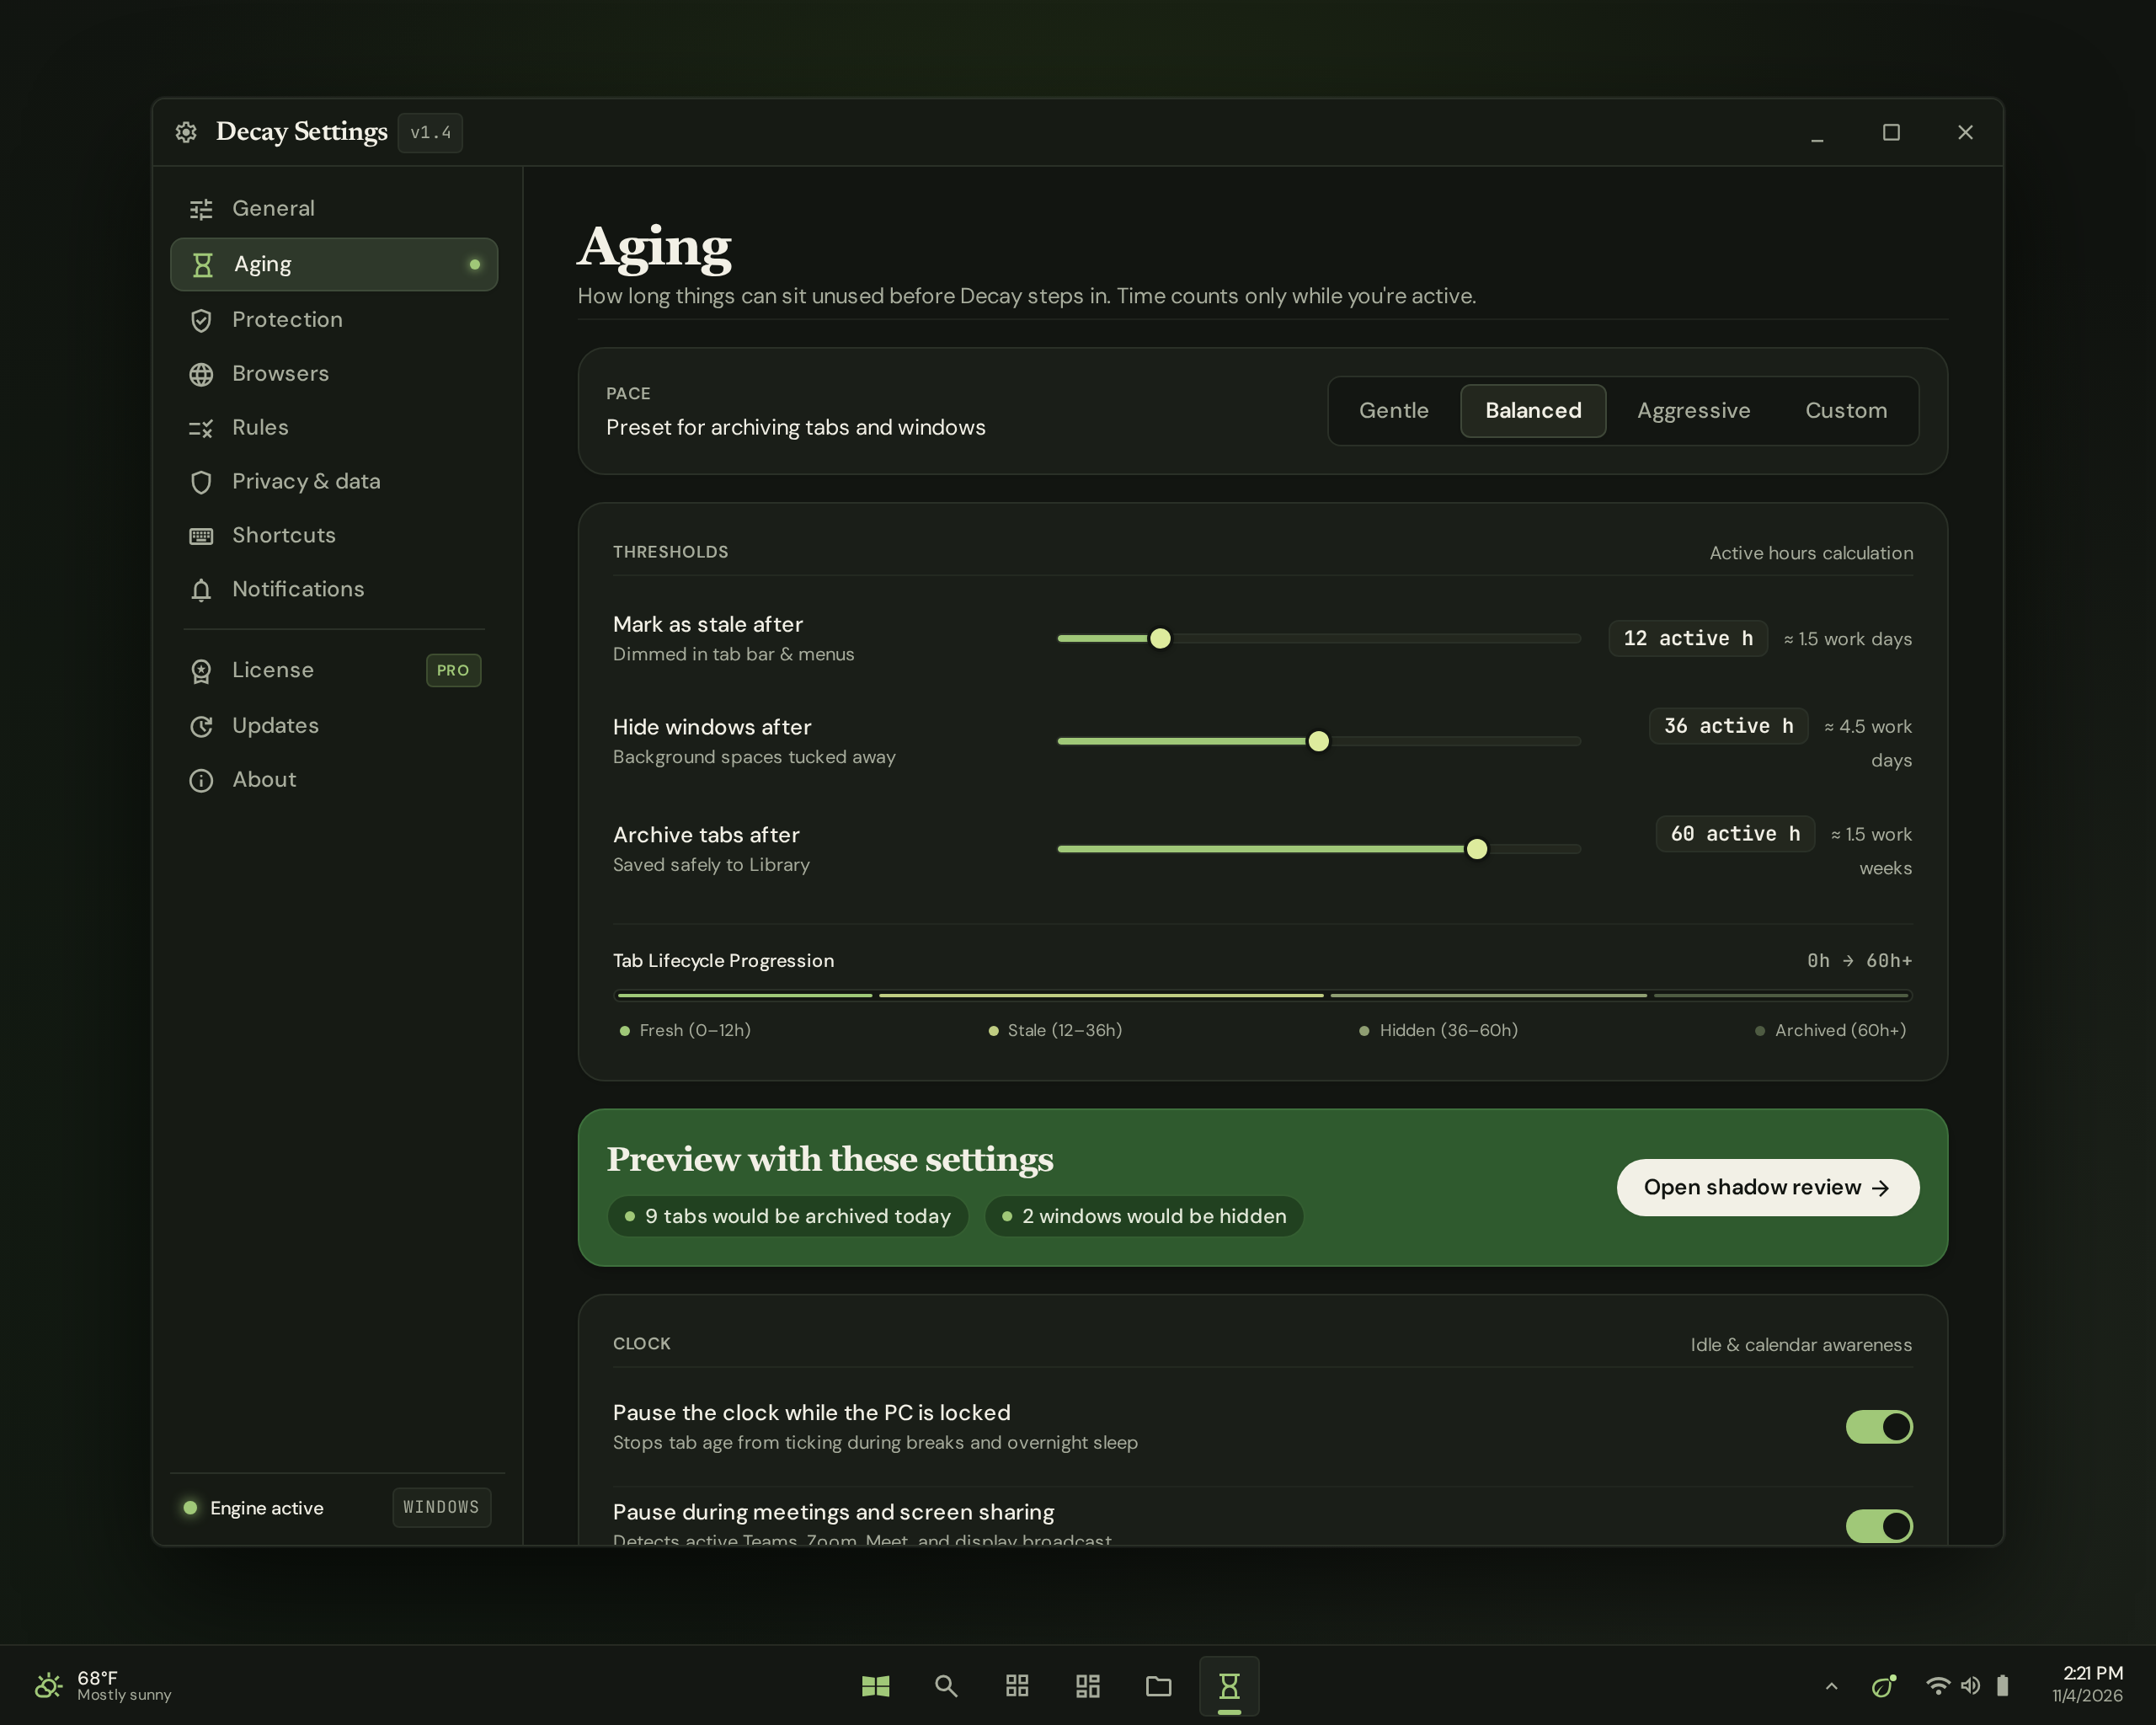 Decay Settings v1.4
General
Aging
Protection
Browsers
Rules
Privacy & data
Shortcuts
Notifications
License PRO
Updates
About
Engine active WINDOWS
Aging
How long things can sit unused before Decay steps in. Time counts only while you're active.
PACE
Preset for archiving tabs and windows
Gentle Balanced Aggressive Custom
THRESHOLDS Active hours calculation
Mark as stale after
Dimmed in tab bar & menus
12 active h ≈ 1.5 work days
Hide windows after
Background spaces tucked away
36 active h ≈ 4.5 work
days
Archive tabs after
Saved safely to Library
60 active h ≈ 1.5 work
weeks
Tab Lifecycle Progression 0h → 60h+
Fresh (0–12h) Stale (12–36h) Hidden (36–60h) Archived (60h+)
Preview with these settings
9 tabs would be archived today 2 windows would be hidden
Open shadow review →
CLOCK Idle & calendar awareness
Pause the clock while the PC is locked
Stops tab age from ticking during breaks and overnight sleep
Pause during meetings and screen sharing
Detects active Teams, Zoom, Meet, and display broadcast
68°F
Mostly sunny
2:21 PM
11/4/2026